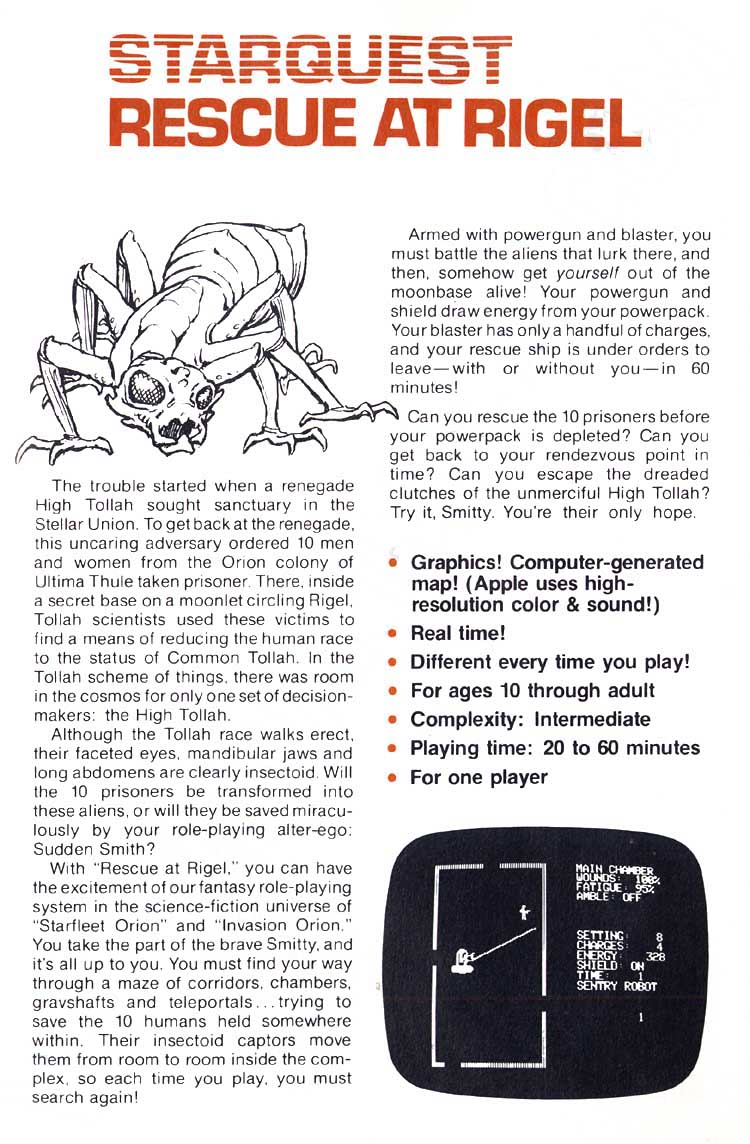 STARQUEST
RESCUE AT RIGEL
The trouble started when a renegade
High Tollah sought sanctuary in the
Stellar Union. To get back at the renegade,
this uncaring adversary ordered 10 men
and women from the Orion colony of
Ultima Thule taken prisoner. There, inside
a secret base on a moonlet circling Rigel,
Tollah scientists used these victims to
find a means of reducing the human race
to the status of Common Tollah. In the
Tollah scheme of things, there was room
in the cosmos for only one set of decision-
makers: the High Tollah.
Although the Tollah race walks erect,
their faceted eyes, mandibular jaws and
long abdomens are clearly insectoid. Will
the 10 prisoners be transformed into
these aliens, or will they be saved miracu-
lously by your role-playing alter-ego:
Sudden Smith?
With "Rescue at Rigel," you can have
the excitement of our fantasy role-playing
system in the science-fiction universe of
"Starfleet Orion" and "Invasion Orion."
You take the part of the brave Smitty, and
it's all up to you. You must find your way
through a maze of corridors, chambers,
gravshafts and teleportals...trying to
save the 10 humans held somewhere
within. Their insectoid captors move
them from room to room inside the com-
plex, so each time you play, you must
search again!
Armed with powergun and blaster, you
must battle the aliens that lurk there, and
then, somehow get yourself out of the
moonbase alive! Your powergun and
shield draw energy from your powerpack.
Your blaster has only a handful of charges,
and your rescue ship is under orders to
leave—with or without you—in 60
minutes!
Can you rescue the 10 prisoners before
your powerpack is depleted? Can you
get back to your rendezvous point in
time? Can you escape the dreaded
clutches of the unmerciful High Tollah?
Try it, Smitty. You're their only hope.
• Graphics! Computer-generated
map! (Apple uses high-
resolution color & sound!)
• Real time!
• Different every time you play!
• For ages 10 through adult
• Complexity: Intermediate
• Playing time: 20 to 60 minutes
• For one player
MAIN CHAMBER
WOUNDS: 100%
FATIGUE: 95%
AMBLE: OFF
SETTING: 8
CHARGES: 4
ENERGY: 328
SHIELD: ON
TIME: 1
SENTRY ROBOT
1